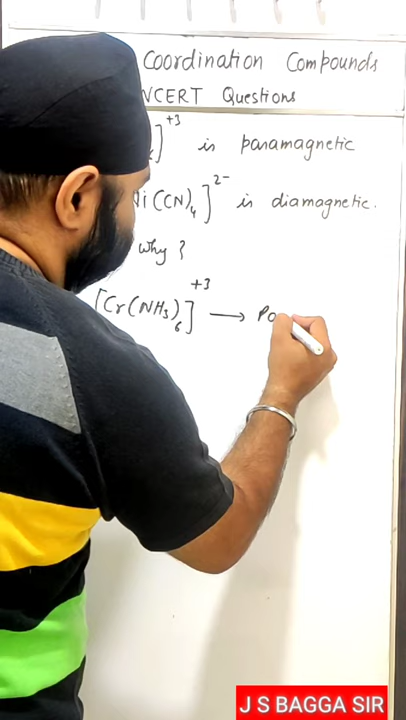 Coordination Compounds
NCERT Questions
]⁺³ is paramagnetic
Ni(CN)₄]²⁻ is diamagnetic.
Why ?
[Cr(NH₃)₆]⁺³ → Pa
J S BAGGA SIR